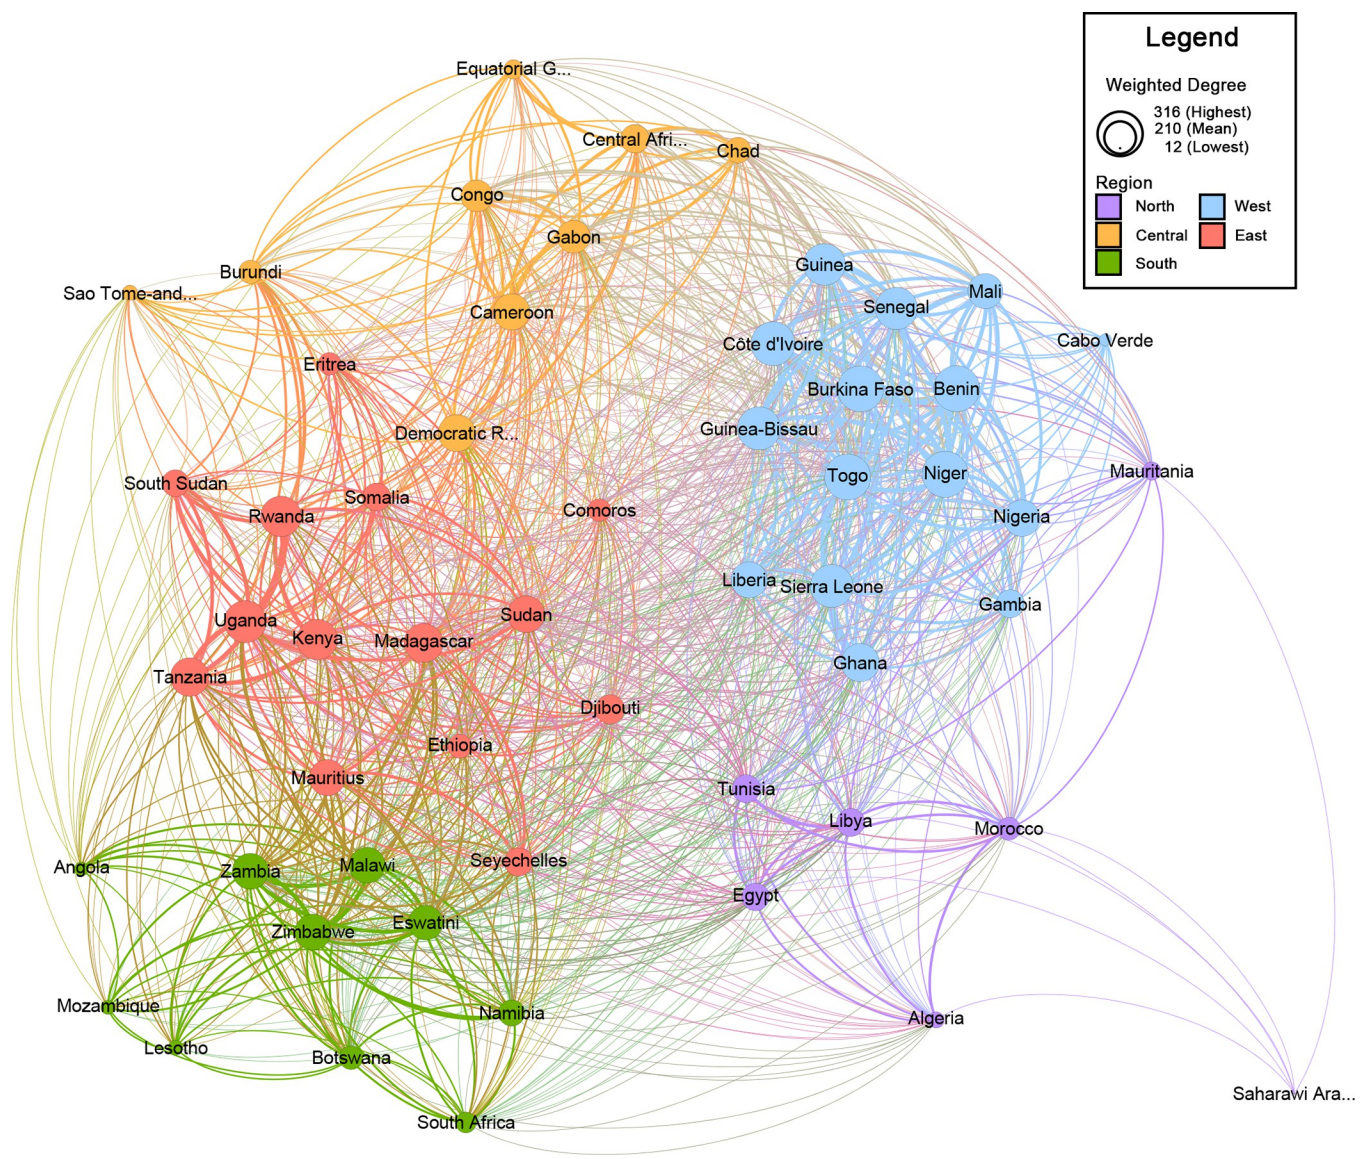 Legend
Weighted Degree
316 (Highest)
210 (Mean)
12 (Lowest)
Region
North
West
Central
East
South
Equatorial G...
Central Afri...
Chad
Congo
Gabon
Burundi
Sao Tome-and...
Cameroon
Guinea
Mali
Senegal
Côte d'Ivoire
Cabo Verde
Eritrea
Burkina Faso
Benin
Democratic R...
Guinea-Bissau
Mauritania
Togo
Niger
South Sudan
Somalia
Rwanda
Comoros
Nigeria
Liberia
Sierra Leone
Gambia
Uganda
Sudan
Kenya
Madagascar
Ghana
Tanzania
Djibouti
Ethiopia
Mauritius
Tunisia
Libya
Morocco
Seyechelles
Angola
Zambia
Malawi
Egypt
Eswatini
Zimbabwe
Mozambique
Namibia
Algeria
Lesotho
Botswana
Saharawi Ara...
South Africa